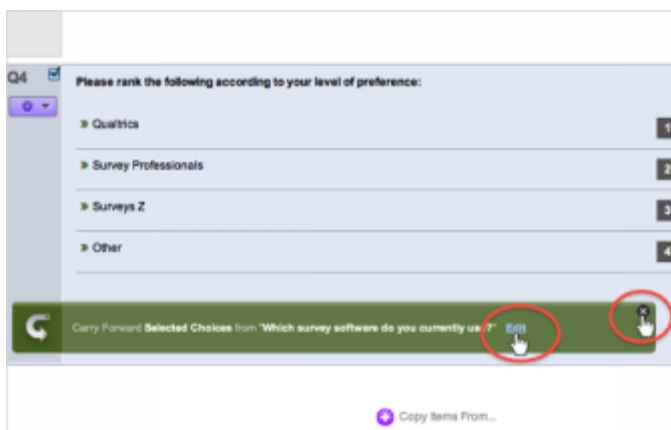 Q4
Please rank the following according to your level of preference:
» Qualtrics 1
» Survey Professionals 2
» Surveys Z 3
» Other 4
Carry Forward Selected Choices from "Which survey software do you currently use?" Edit
Copy Items From...